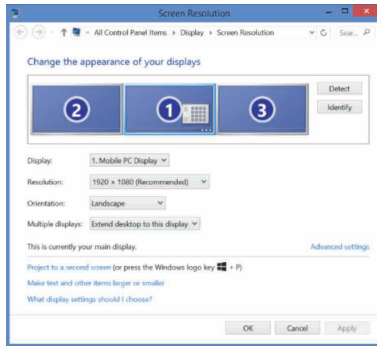 Screen Resolution
« All Control Panel Items ▸ Display ▸ Screen Resolution
Sear...
Change the appearance of your displays
2 1 3
Detect
Identify
Display: 1. Mobile PC Display
Resolution: 1920 × 1080 (Recommended)
Orientation: Landscape
Multiple displays: Extend desktop to this display
This is currently your main display. Advanced settings
Project to a second screen (or press the Windows logo key + P)
Make text and other items larger or smaller
What display settings should I choose?
OK Cancel Apply